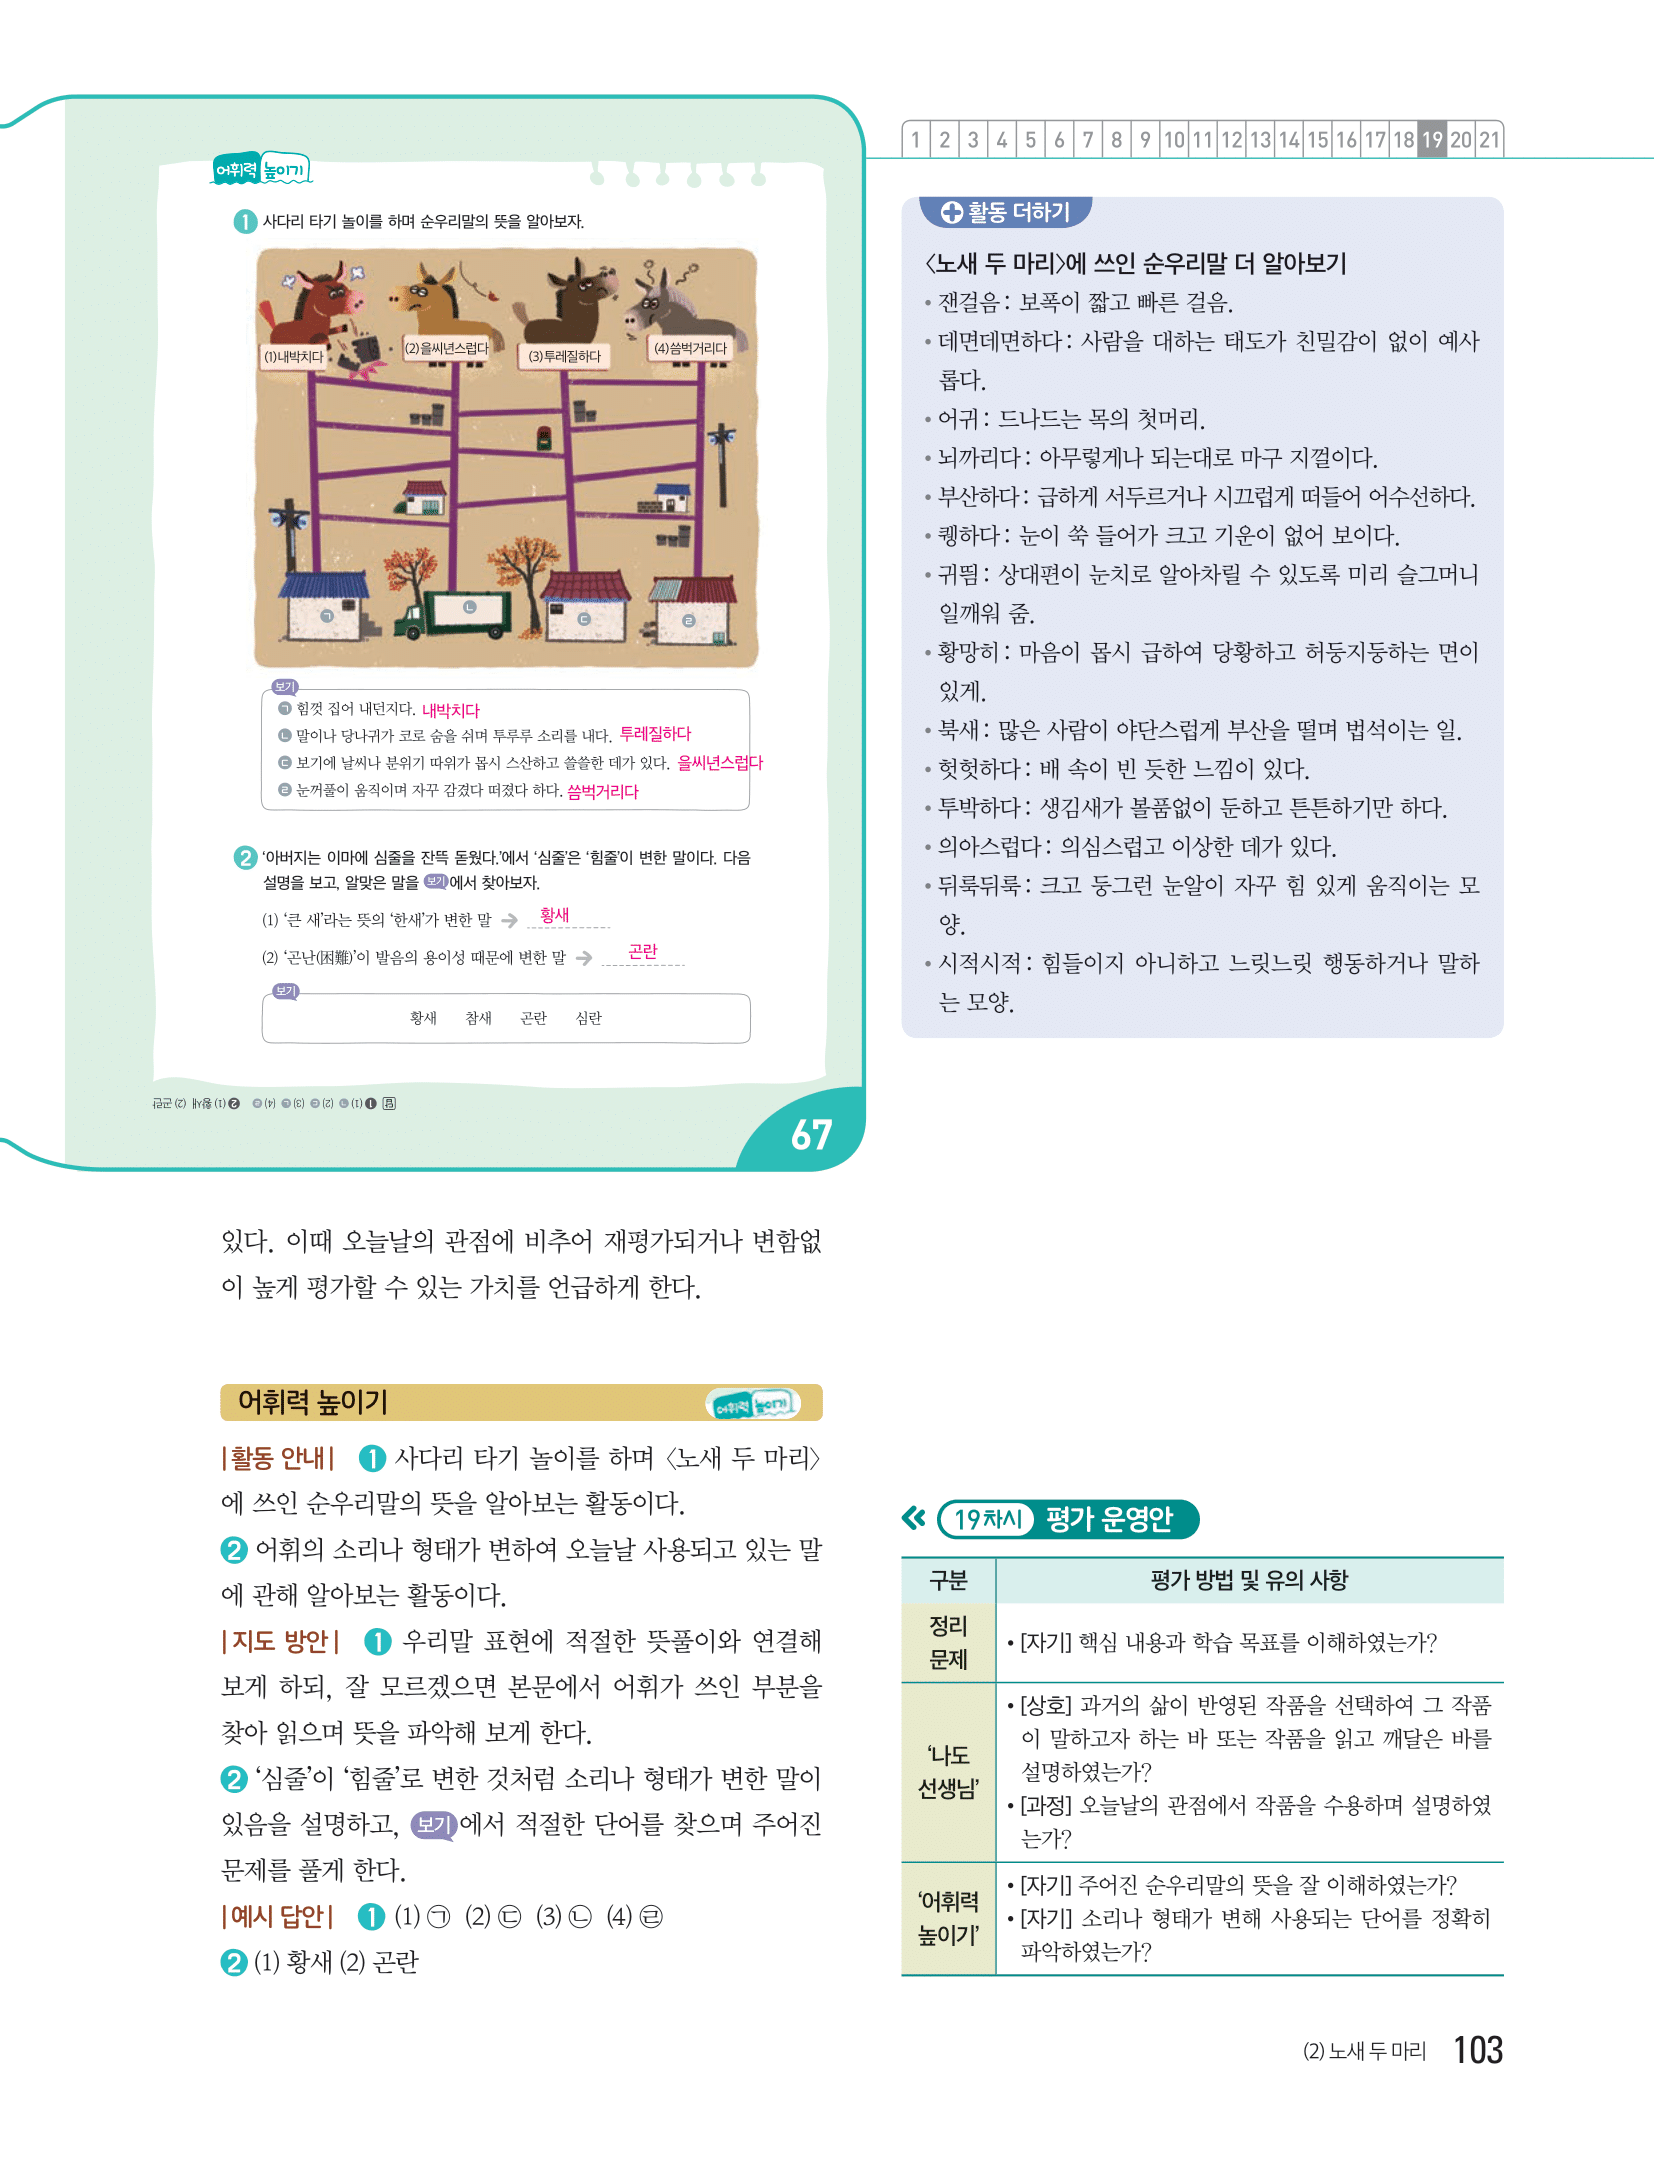 어휘력 높이기
1 사다리 타기 놀이를 하며 순우리말의 뜻을 알아보자.
(1)내박치다
(2)을씨년스럽다
(3)투레질하다
(4)씀벅거리다
ㄱ
ㄴ
ㄷ
ㄹ
보기
㉠ 힘껏 집어 내던지다. 내박치다
㉡ 말이나 당나귀가 코로 숨을 쉬며 투루루 소리를 내다. 투레질하다
㉢ 보기에 날씨나 분위기 따위가 몹시 스산하고 쓸쓸한 데가 있다. 을씨년스럽다
㉣ 눈꺼풀이 움직이며 자꾸 감겼다 떠졌다 하다. 씀벅거리다
2 ‘아버지는 이마에 심줄을 잔뜩 돋웠다.’에서 ‘심줄’은 ‘힘줄’이 변한 말이다. 다음
설명을 보고, 알맞은 말을 보기에서 찾아보자.
(1) ‘큰 새’라는 뜻의 ‘한새’가 변한 말 → 황새
(2) ‘곤난(困難)’이 발음의 용이성 때문에 변한 말 → 곤란
보기
황새 참새 곤란 심란
답 1 (1) ㉠ (2) ㉢ (3) ㉡ (4) ㉣ 2 (1) 황새 (2) 곤란
67
있다. 이때 오늘날의 관점에 비추어 재평가되거나 변함없
이 높게 평가할 수 있는 가치를 언급하게 한다.
어휘력 높이기
어휘력 높이기
|활동 안내| 1 사다리 타기 놀이를 하며 〈노새 두 마리〉
에 쓰인 순우리말의 뜻을 알아보는 활동이다.
2 어휘의 소리나 형태가 변하여 오늘날 사용되고 있는 말
에 관해 알아보는 활동이다.
|지도 방안| 1 우리말 표현에 적절한 뜻풀이와 연결해
보게 하되, 잘 모르겠으면 본문에서 어휘가 쓰인 부분을
찾아 읽으며 뜻을 파악해 보게 한다.
2 ‘심줄’이 ‘힘줄’로 변한 것처럼 소리나 형태가 변한 말이
있음을 설명하고, 보기에서 적절한 단어를 찾으며 주어진
문제를 풀게 한다.
|예시 답안| 1 (1) ㉠ (2) ㉢ (3) ㉡ (4) ㉣
2 (1) 황새 (2) 곤란
1 2 3 4 5 6 7 8 9 10 11 12 13 14 15 16 17 18 19 20 21
활동 더하기
〈노새 두 마리〉에 쓰인 순우리말 더 알아보기
• 잰걸음: 보폭이 짧고 빠른 걸음.
• 데면데면하다: 사람을 대하는 태도가 친밀감이 없이 예사
롭다.
• 어귀: 드나드는 목의 첫머리.
• 뇌까리다: 아무렇게나 되는대로 마구 지껄이다.
• 부산하다: 급하게 서두르거나 시끄럽게 떠들어 어수선하다.
• 퀭하다: 눈이 쑥 들어가 크고 기운이 없어 보이다.
• 귀띔: 상대편이 눈치로 알아차릴 수 있도록 미리 슬그머니
일깨워 줌.
• 황망히: 마음이 몹시 급하여 당황하고 허둥지둥하는 면이
있게.
• 북새: 많은 사람이 야단스럽게 부산을 떨며 법석이는 일.
• 헛헛하다: 배 속이 빈 듯한 느낌이 있다.
• 투박하다: 생김새가 볼품없이 둔하고 튼튼하기만 하다.
• 의아스럽다: 의심스럽고 이상한 데가 있다.
• 뒤룩뒤룩: 크고 둥그런 눈알이 자꾸 힘 있게 움직이는 모
양.
• 시적시적: 힘들이지 아니하고 느릿느릿 행동하거나 말하
는 모양.
19차시 평가 운영안
구분 평가 방법 및 유의 사항
정리
문제
• [자기] 핵심 내용과 학습 목표를 이해하였는가?
‘나도
선생님’
• [상호] 과거의 삶이 반영된 작품을 선택하여 그 작품
이 말하고자 하는 바 또는 작품을 읽고 깨달은 바를
설명하였는가?
• [과정] 오늘날의 관점에서 작품을 수용하며 설명하였
는가?
‘어휘력
높이기’
• [자기] 주어진 순우리말의 뜻을 잘 이해하였는가?
• [자기] 소리나 형태가 변해 사용되는 단어를 정확히
파악하였는가?
(2) 노새 두 마리 103